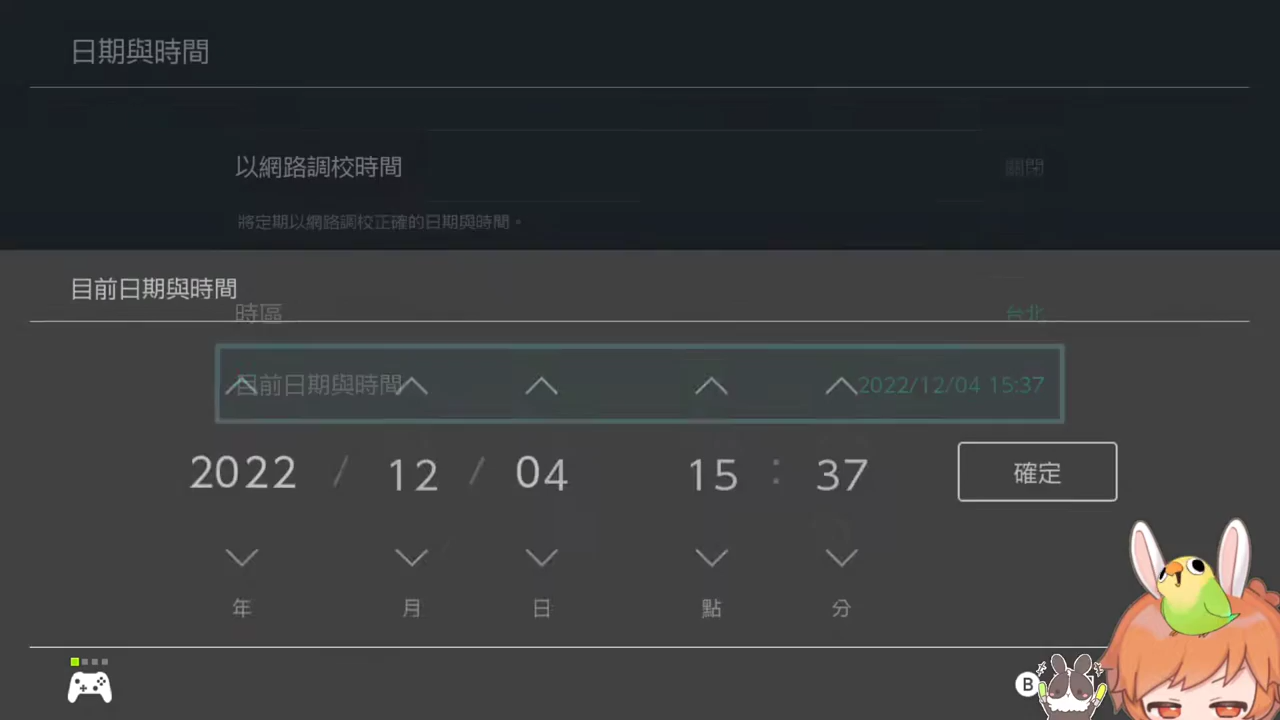 日期與時間
以網路調校時間 關閉
將定期以網路調校正確的日期與時間。
目前日期與時間
時區 台北
目前日期與時間 2022/12/04 15:37
2022 / 12 / 04 15 : 37 確定
年 月 日 點 分
B